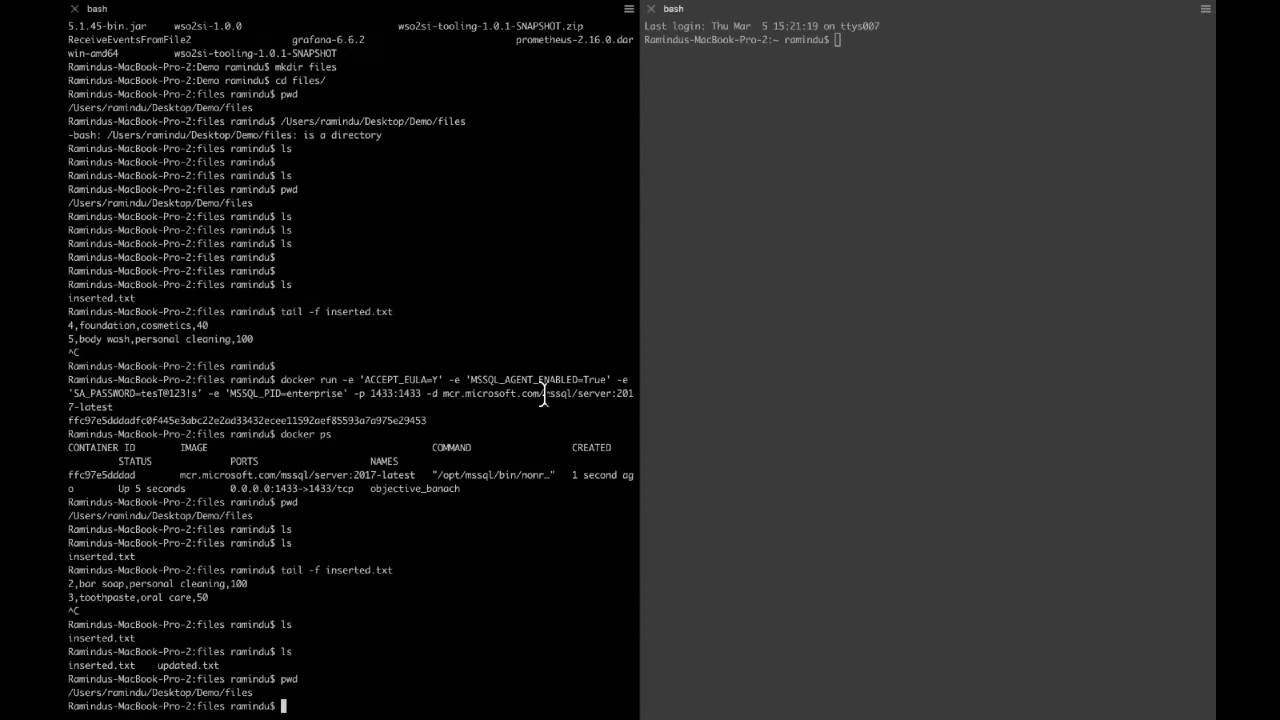 bash
5.1.45-bin.jar wso2si-1.0.0 wso2si-tooling-1.0.1-SNAPSHOT.zip
ReceiveEventsFromFile2 grafana-6.6.2 prometheus-2.16.0.dar
win-amd64 wso2si-tooling-1.0.1-SNAPSHOT
Ramindus-MacBook-Pro-2:Demo ramindu$ mkdir files
Ramindus-MacBook-Pro-2:Demo ramindu$ cd files/
Ramindus-MacBook-Pro-2:files ramindu$ pwd
/Users/ramindu/Desktop/Demo/files
Ramindus-MacBook-Pro-2:files ramindu$ /Users/ramindu/Desktop/Demo/files
-bash: /Users/ramindu/Desktop/Demo/files: is a directory
Ramindus-MacBook-Pro-2:files ramindu$ ls
Ramindus-MacBook-Pro-2:files ramindu$
Ramindus-MacBook-Pro-2:files ramindu$ ls
Ramindus-MacBook-Pro-2:files ramindu$ pwd
/Users/ramindu/Desktop/Demo/files
Ramindus-MacBook-Pro-2:files ramindu$ ls
Ramindus-MacBook-Pro-2:files ramindu$ ls
Ramindus-MacBook-Pro-2:files ramindu$ ls
Ramindus-MacBook-Pro-2:files ramindu$
Ramindus-MacBook-Pro-2:files ramindu$
Ramindus-MacBook-Pro-2:files ramindu$ ls
inserted.txt
Ramindus-MacBook-Pro-2:files ramindu$ tail -f inserted.txt
4,foundation,cosmetics,40
5,body wash,personal cleaning,100
^C
Ramindus-MacBook-Pro-2:files ramindu$
Ramindus-MacBook-Pro-2:files ramindu$ docker run -e 'ACCEPT_EULA=Y' -e 'MSSQL_AGENT_ENABLED=True' -e
'SA_PASSWORD=tesT@123!s' -e 'MSSQL_PID=enterprise' -p 1433:1433 -d mcr.microsoft.com/mssql/server:201
7-latest
ffc97e5dddadfc0f445e3abc22e2ad33432ecee11592aef85593a7a975e29453
Ramindus-MacBook-Pro-2:files ramindu$ docker ps
CONTAINER ID IMAGE COMMAND CREATED
STATUS PORTS NAMES
ffc97e5dddad mcr.microsoft.com/mssql/server:2017-latest "/opt/mssql/bin/nonr…" 1 second ag
o Up 5 seconds 0.0.0.0:1433->1433/tcp objective_banach
Ramindus-MacBook-Pro-2:files ramindu$ pwd
/Users/ramindu/Desktop/Demo/files
Ramindus-MacBook-Pro-2:files ramindu$ ls
Ramindus-MacBook-Pro-2:files ramindu$ ls
inserted.txt
Ramindus-MacBook-Pro-2:files ramindu$ tail -f inserted.txt
2,bar soap,personal cleaning,100
3,toothpaste,oral care,50
^C
Ramindus-MacBook-Pro-2:files ramindu$ ls
inserted.txt
Ramindus-MacBook-Pro-2:files ramindu$ ls
inserted.txt updated.txt
Ramindus-MacBook-Pro-2:files ramindu$ pwd
/Users/ramindu/Desktop/Demo/files
Ramindus-MacBook-Pro-2:files ramindu$
bash
Last login: Thu Mar 5 15:21:19 on ttys007
Ramindus-MacBook-Pro-2:~ ramindu$